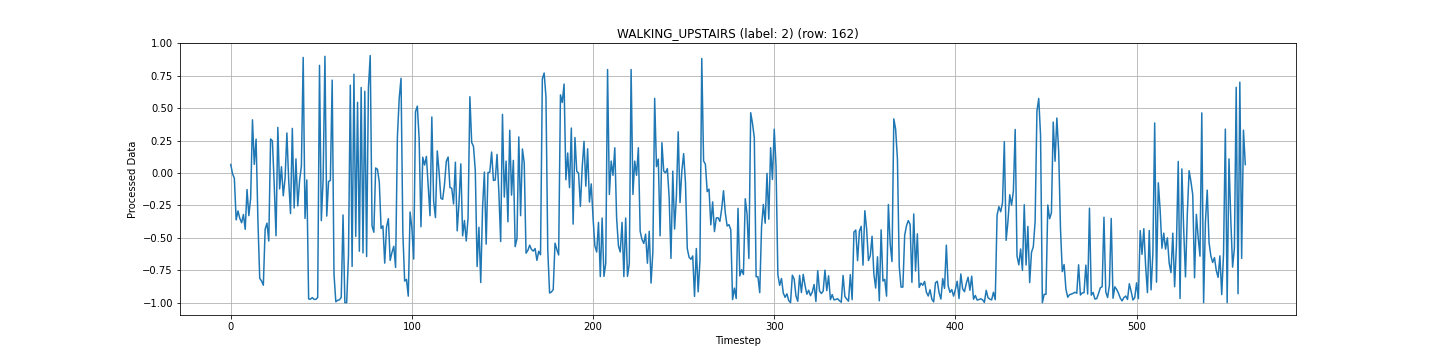 WALKING_UPSTAIRS (label: 2) (row: 162)
1.00
0.75
0.50
0.25
0.00
−0.25
−0.50
−0.75
−1.00
Processed Data
0 100 200 300 400 500
Timestep